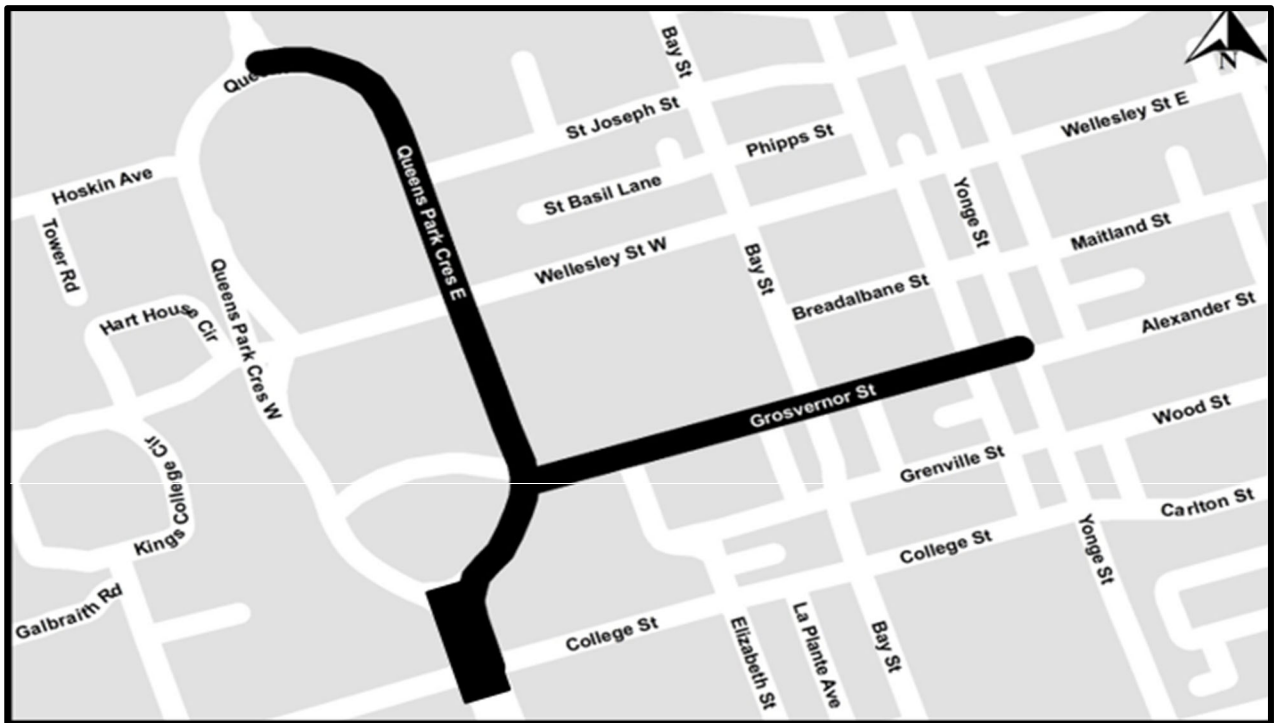 N
Que
Bay St
St Joseph St
Phipps St
Wellesley St E
Hoskin Ave
Tower Rd
Queens Park Cres E
St Basil Lane
Yonge St
Maitland St
Wellesley St W
Bay St
Breadalbane St
Queens Park Cres W
Hart House Cir
Alexander St
Grosvernor St
Wood St
Grenville St
Kings College Cir
Carlton St
College St
Yonge St
Galbraith Rd
College St
Elizabeth St
La Plante Ave
Bay St